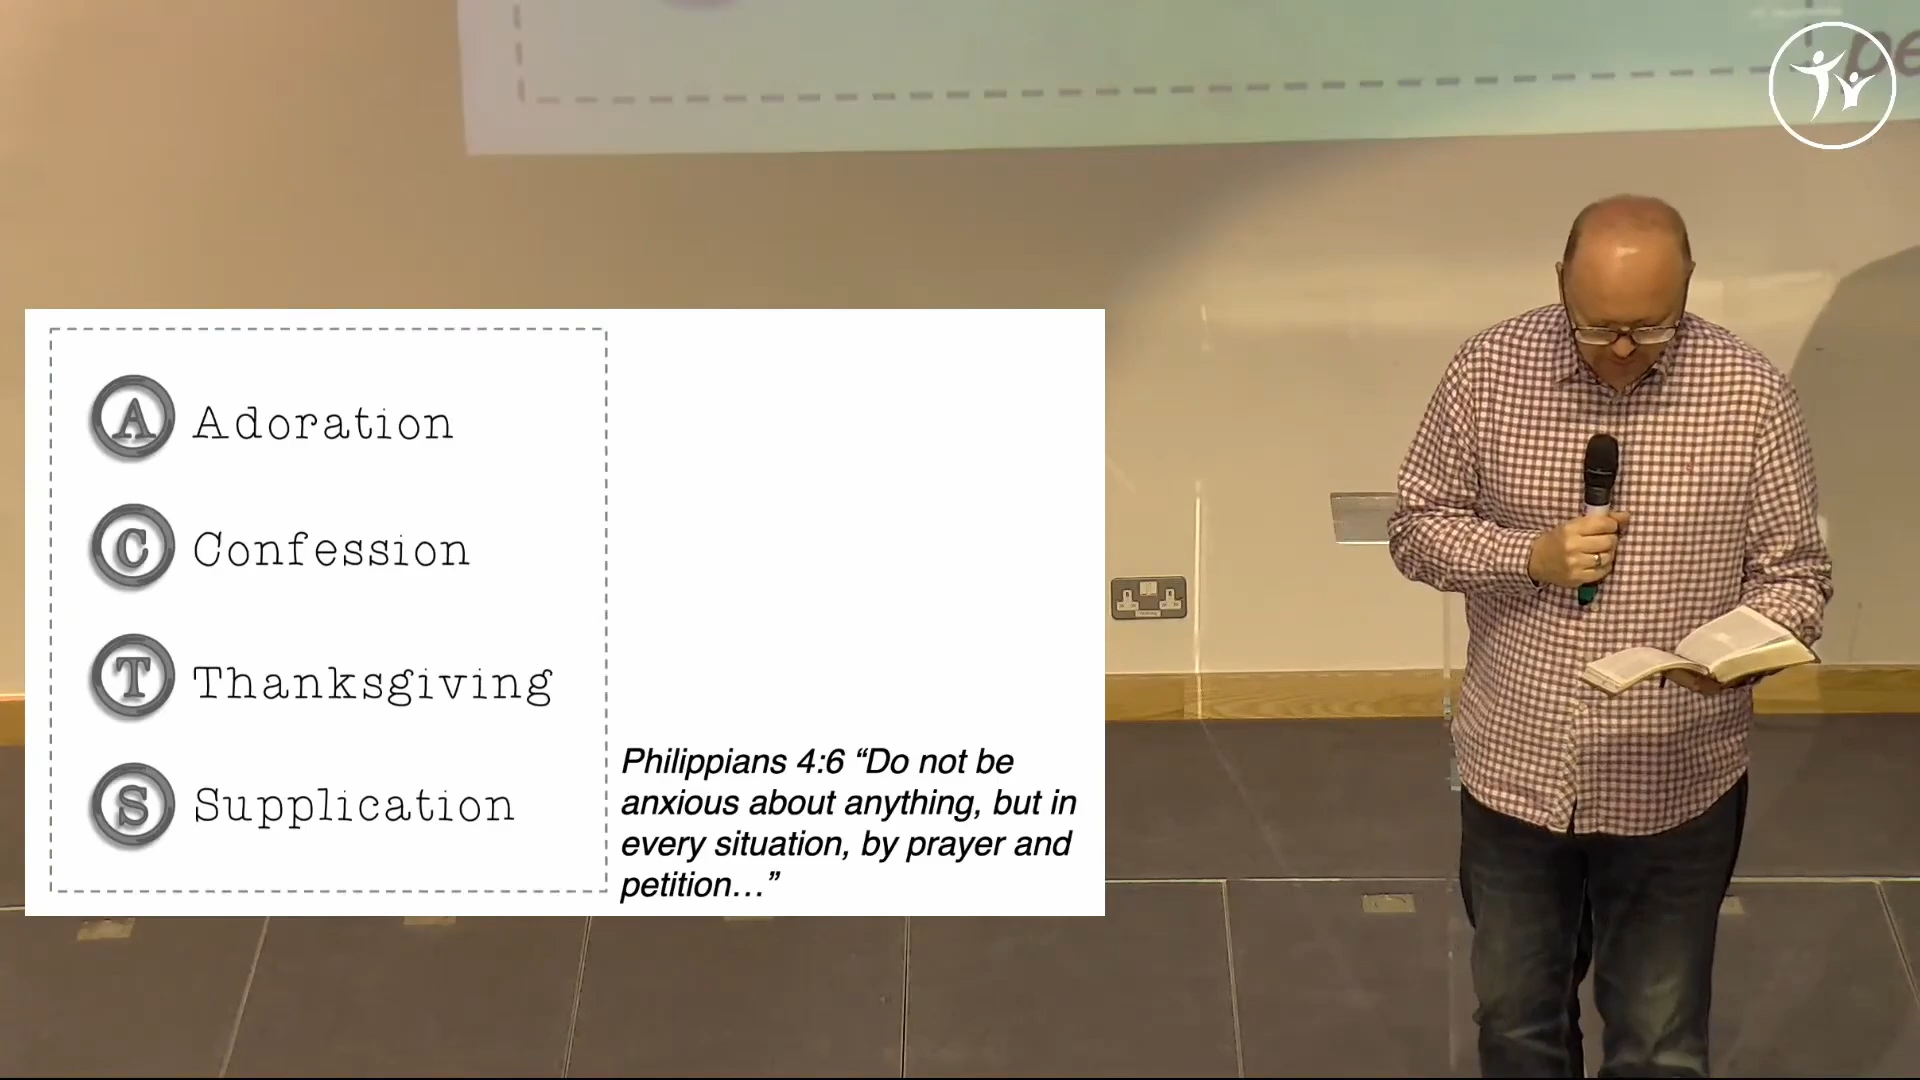 pe
A Adoration
C Confession
T Thanksgiving
S Supplication
Philippians 4:6 “Do not be
anxious about anything, but in
every situation, by prayer and
petition…”